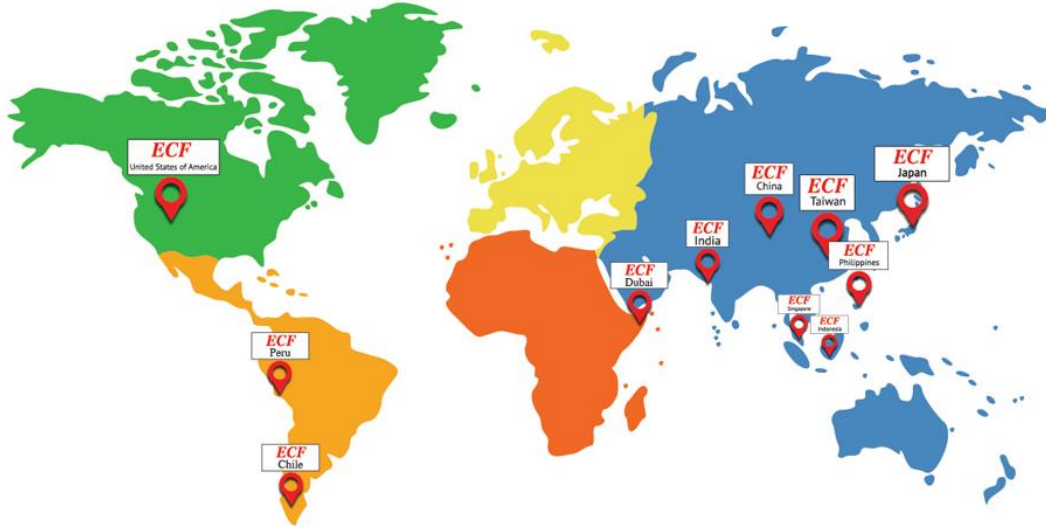 ECF
United States of America
ECF
Peru
ECF
Chile
ECF
Dubai
ECF
India
ECF
China
ECF
Taiwan
ECF
Japan
ECF
Philippines
ECF
Singapore
ECF
Indonesia